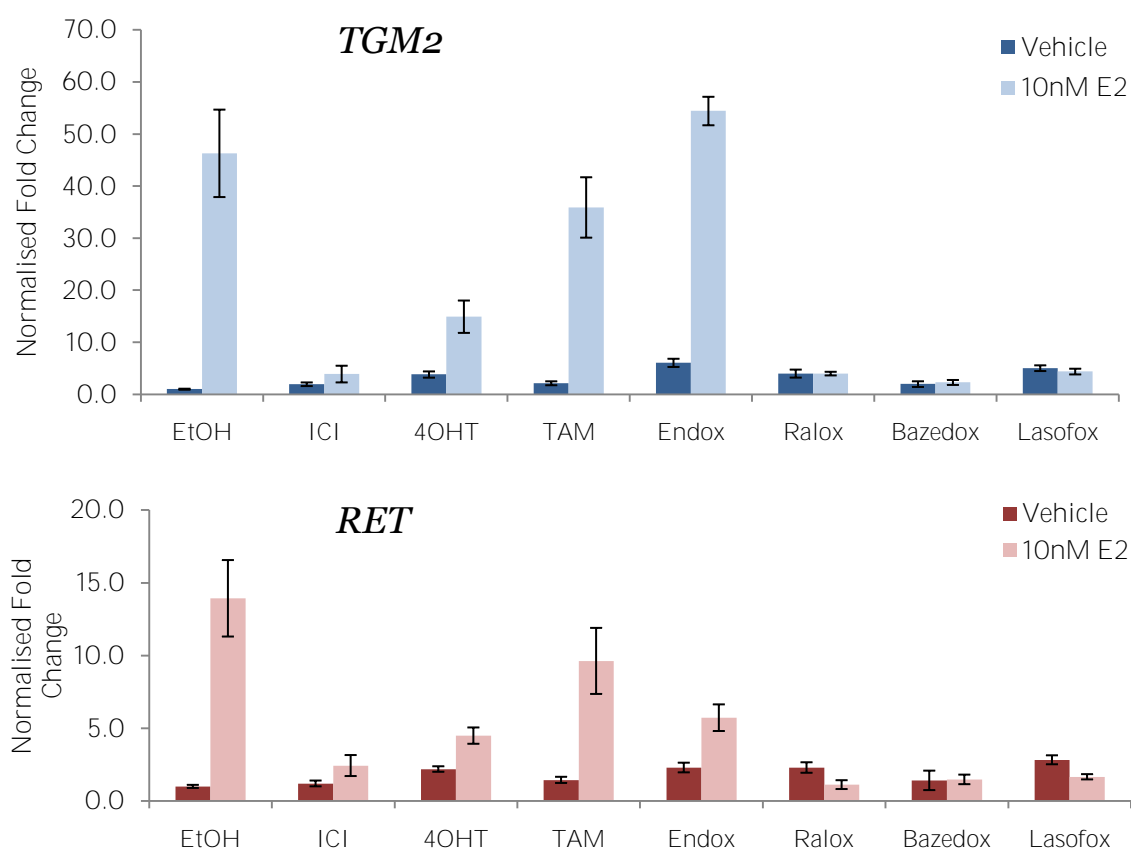 TGM2
Vehicle
10nM E2
Normalised Fold Change
70.0
60.0
50.0
40.0
30.0
20.0
10.0
0.0
EtOH ICI 4OHT TAM Endox Ralox Bazedox Lasofox
RET
Vehicle
10nM E2
Normalised Fold
Change
20.0
15.0
10.0
5.0
0.0
EtOH ICI 4OHT TAM Endox Ralox Bazedox Lasofox